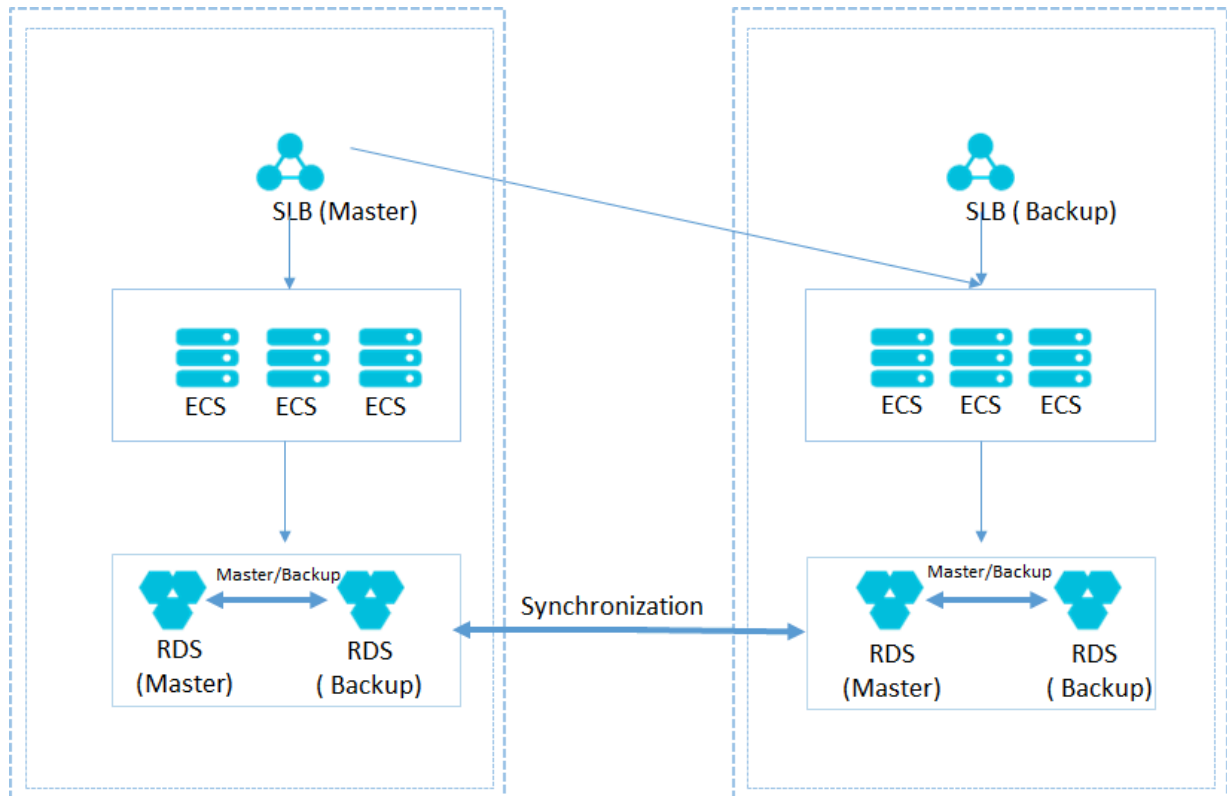 SLB (Master)
SLB ( Backup)
ECS ECS ECS
ECS ECS ECS
Master/Backup
RDS
(Master)
RDS
( Backup)
Synchronization
Master/Backup
RDS
(Master)
RDS
( Backup)